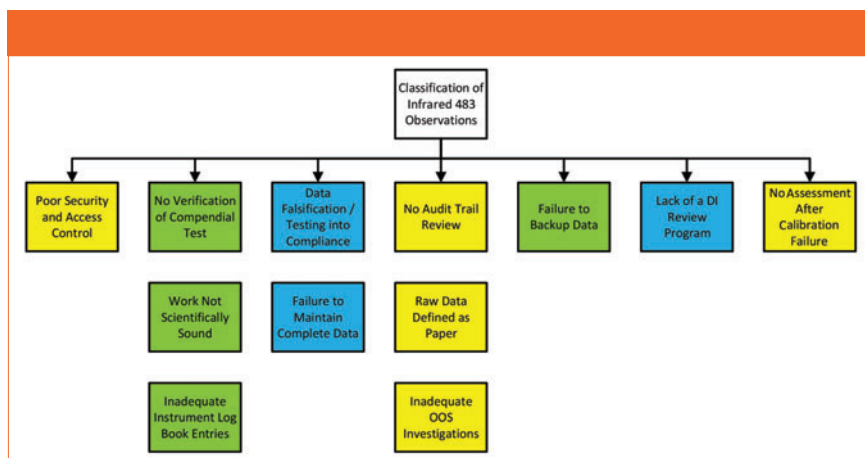 Classification of
Infrared 483
Observations
Poor Security
and Access
Control
No Verification
of Compendial
Test
Data
Falsification /
Testing into
Compliance
No Audit Trail
Review
Failure to
Backup Data
Lack of a DI
Review
Program
No Assessment
After
Calibration
Failure
Work Not
Scientifically
Sound
Failure to
Maintain
Complete Data
Raw Data
Defined as
Paper
Inadequate
Instrument Log
Book Entries
Inadequate
OOS
Investigations